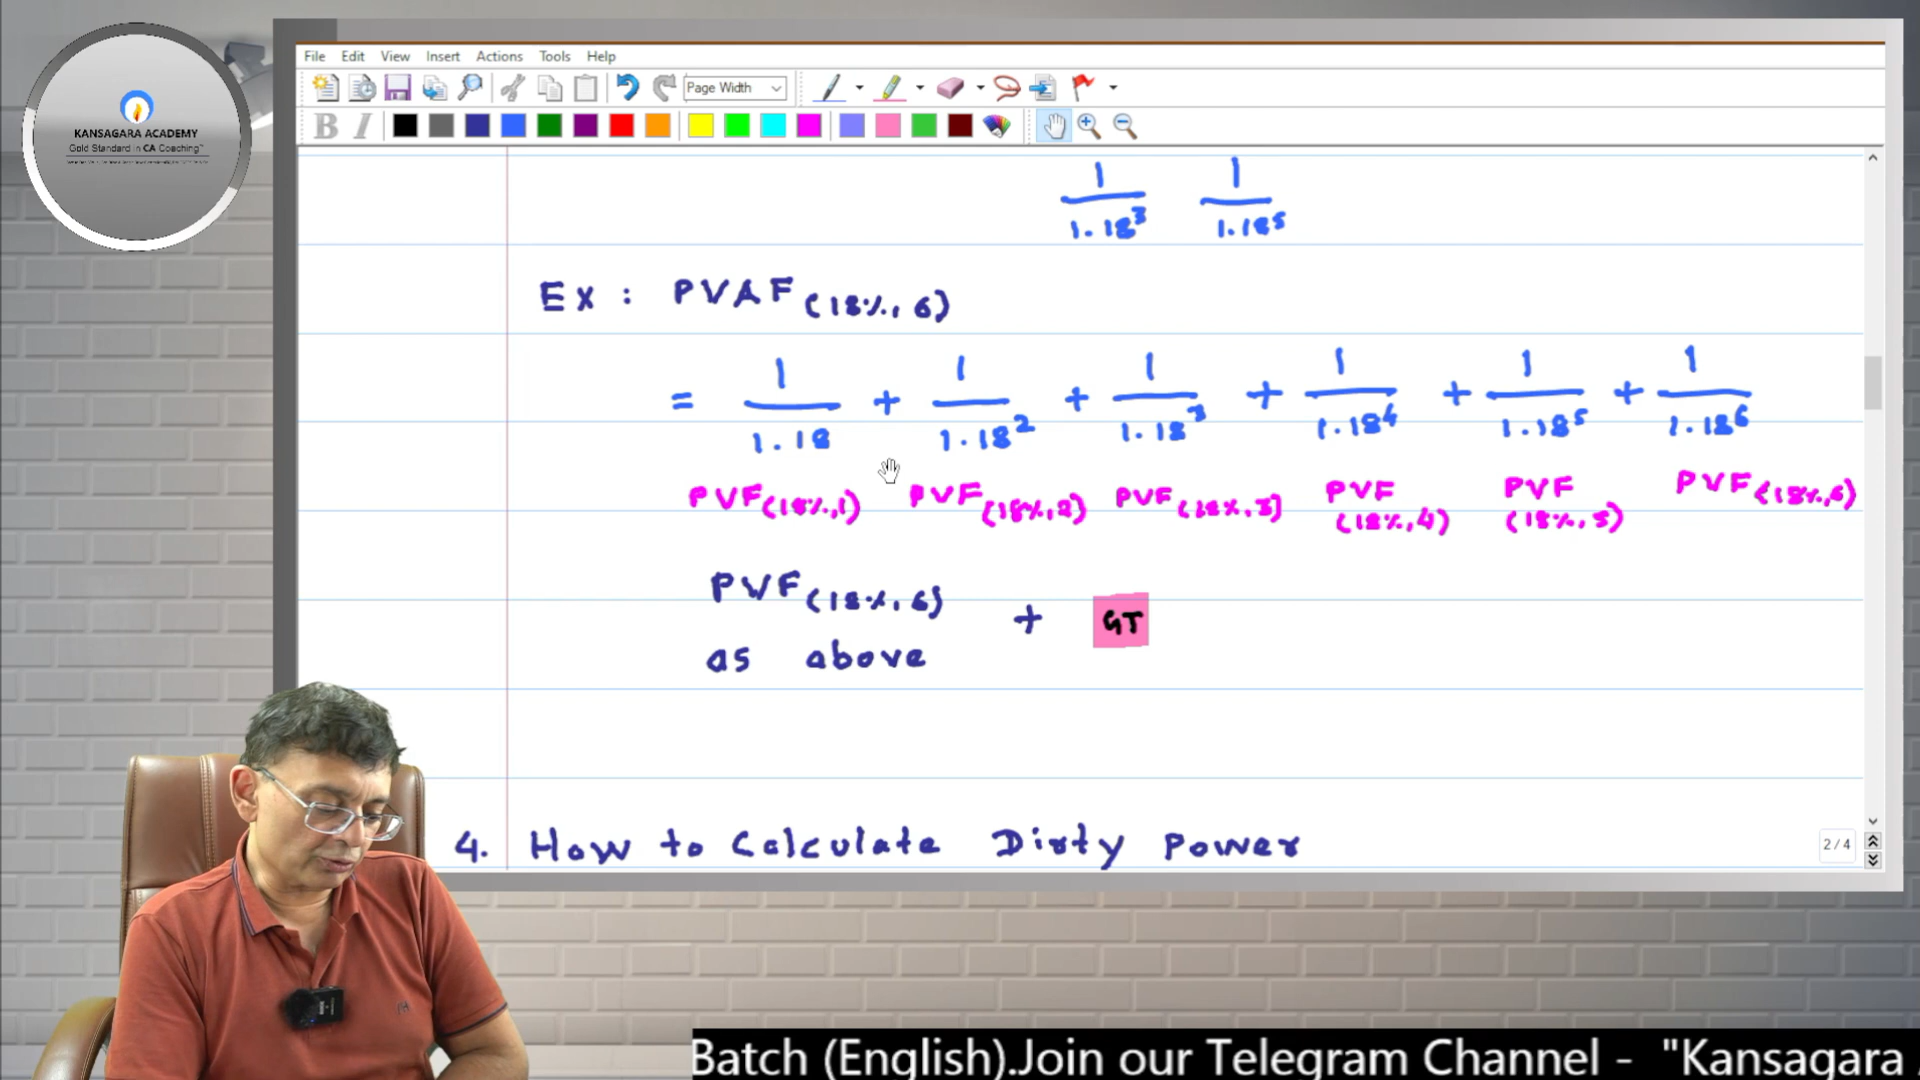 KANSAGARA ACADEMY
Gold Standard in CA Coaching™
File Edit View Insert Actions Tools Help
Page Width
B I
1 1
1.18³ 1.18⁵
Ex : PVAF(18%, 6)
= 1/1.18 + 1/1.18² + 1/1.18³ + 1/1.18⁴ + 1/1.18⁵ + 1/1.18⁶
PVF(18%,1) PVF(18%,2) PVF(18%,3) PVF(18%,4) PVF(18%,5) PVF(18%,6)
PVF(18%, 6) + GT
as above
4. How to Calculate Dirty Power
2 / 4
Batch (English).Join our Telegram Channel - "Kansagara